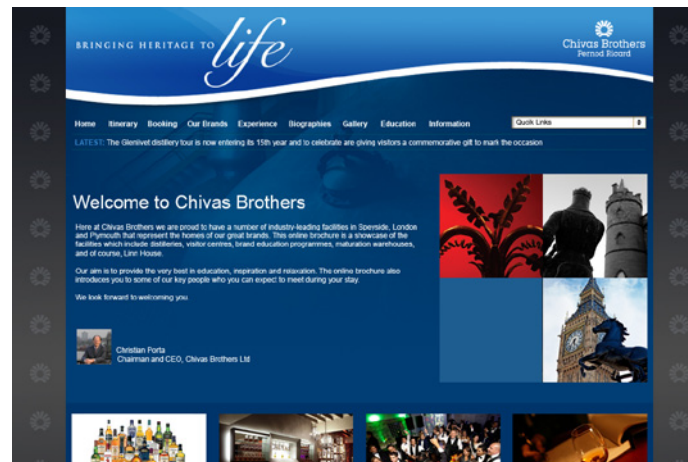 BRINGING HERITAGE TO life
Chivas Brothers
Pernod Ricard
Home Itinerary Booking Our Brands Experience Biographies Gallery Education Information
Quick Links
LATEST: The Glenlivet distillery tour is now entering its 15th year and to celebrate are giving visitors a commemorative gift to mark the occasion
Welcome to Chivas Brothers
Here at Chivas Brothers we are proud to have a number of industry-leading facilities in Speyside, London
and Plymouth that represent the homes of our great brands. This online brochure is a showcase of the
facilities which include distilleries, visitor centres, brand education programmes, maturation warehouses,
and of course, Linn House.
Our aim is to provide the very best in education, inspiration and relaxation. The online brochure also
introduces you to some of our key people who you can expect to meet during your stay.
We look forward to welcoming you
Christian Porta
Chairman and CEO, Chivas Brothers Ltd